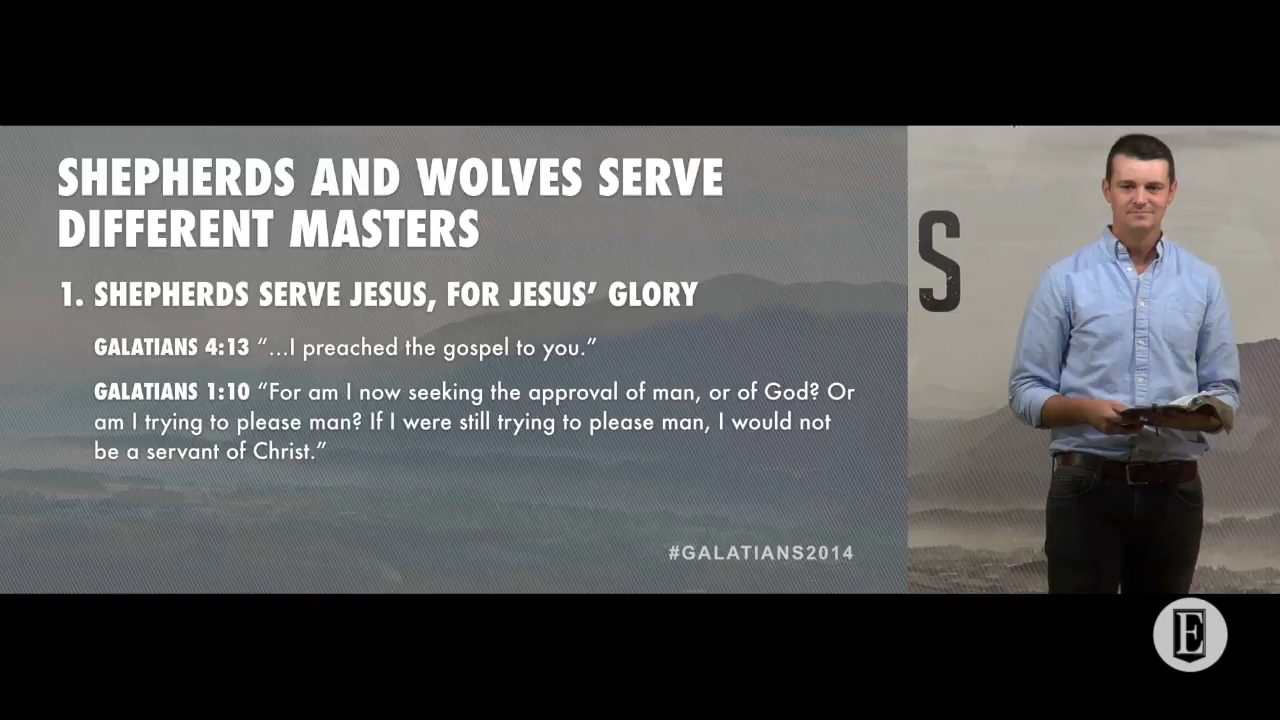 SHEPHERDS AND WOLVES SERVE
DIFFERENT MASTERS
1. SHEPHERDS SERVE JESUS, FOR JESUS’ GLORY
GALATIANS 4:13 “...I preached the gospel to you.”
GALATIANS 1:10 “For am I now seeking the approval of man, or of God? Or
am I trying to please man? If I were still trying to please man, I would not
be a servant of Christ.”
#GALATIANS2014
S
E